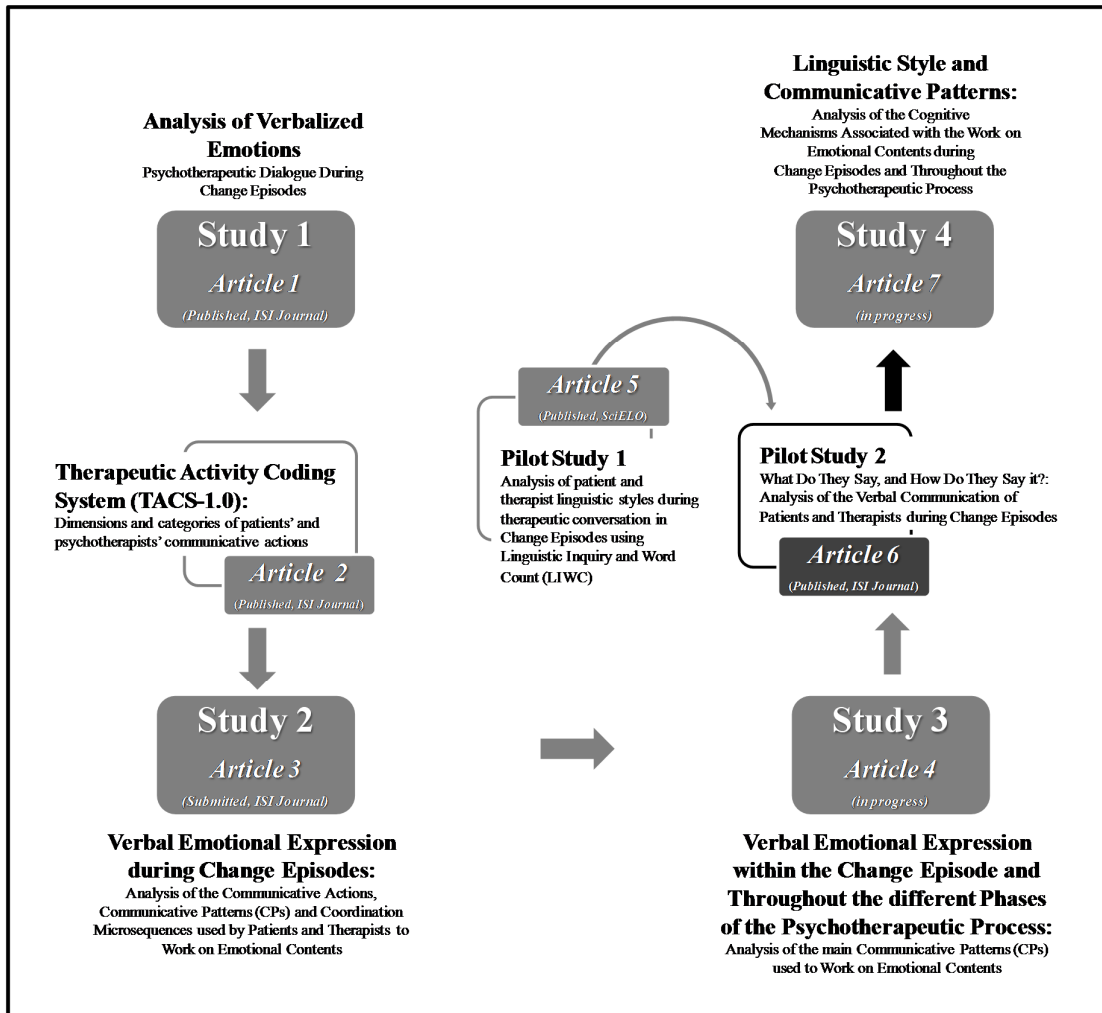 Analysis of Verbalized
Emotions
Psychotherapeutic Dialogue During
Change Episodes
Study 1
Article 1
(Published, ISI Journal)
Therapeutic Activity Coding
System (TACS-1.0):
Dimensions and categories of patients' and
psychotherapists' communicative actions
Article 2
(Published, ISI Journal)
Study 2
Article 3
(Submitted, ISI Journal)
Verbal Emotional Expression
during Change Episodes:
Analysis of the Communicative Actions,
Communicative Patterns (CPs) and Coordination
Microsequences used by Patients and Therapists to
Work on Emotional Contents
Article 5
(Published, SciELO)
Pilot Study 1
Analysis of patient and
therapist linguistic styles during
therapeutic conversation in
Change Episodes using
Linguistic Inquiry and Word
Count (LIWC)
Linguistic Style and
Communicative Patterns:
Analysis of the Cognitive
Mechanisms Associated with the Work on
Emotional Contents during
Change Episodes and Throughout the
Psychotherapeutic Process
Study 4
Article 7
(in progress)
Pilot Study 2
What Do They Say, and How Do They Say it?:
Analysis of the Verbal Communication of
Patients and Therapists during Change Episodes
Article 6
(Published, ISI Journal)
Study 3
Article 4
(in progress)
Verbal Emotional Expression
within the Change Episode and
Throughout the different Phases
of the Psychotherapeutic Process:
Analysis of the main Communicative Patterns (CPs)
used to Work on Emotional Contents